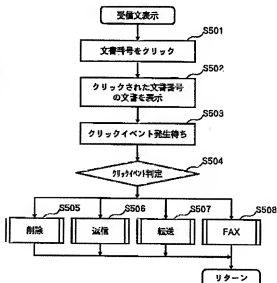 受信文表示
S501
文書番号をクリック
S502
クリックされた文書番号
の文書を表示
S503
クリックイベント発生待ち
S504
クリックイベント判定
S505
削除
S506
返信
S507
転送
S508
FAX
リターン